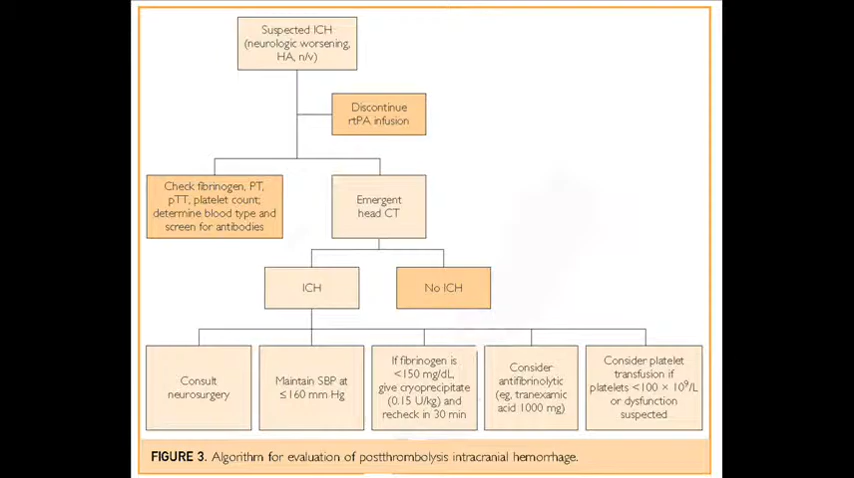 Suspected ICH
(neurologic worsening,
HA, n/v)
Discontinue
rtPA infusion
Check fibrinogen, PT,
pTT, platelet count;
determine blood type and
screen for antibodies
Emergent
head CT
ICH
No ICH
Consult
neurosurgery
Maintain SBP at
≤160 mm Hg
If fibrinogen is
<150 mg/dL,
give cryoprecipitate
(0.15 U/kg) and
recheck in 30 min
Consider
antifibrinolytic
(eg, tranexamic
acid 1000 mg)
Consider platelet
transfusion if
platelets <100 × 10⁹/L
or dysfunction
suspected
FIGURE 3. Algorithm for evaluation of postthrombolysis intracranial hemorrhage.